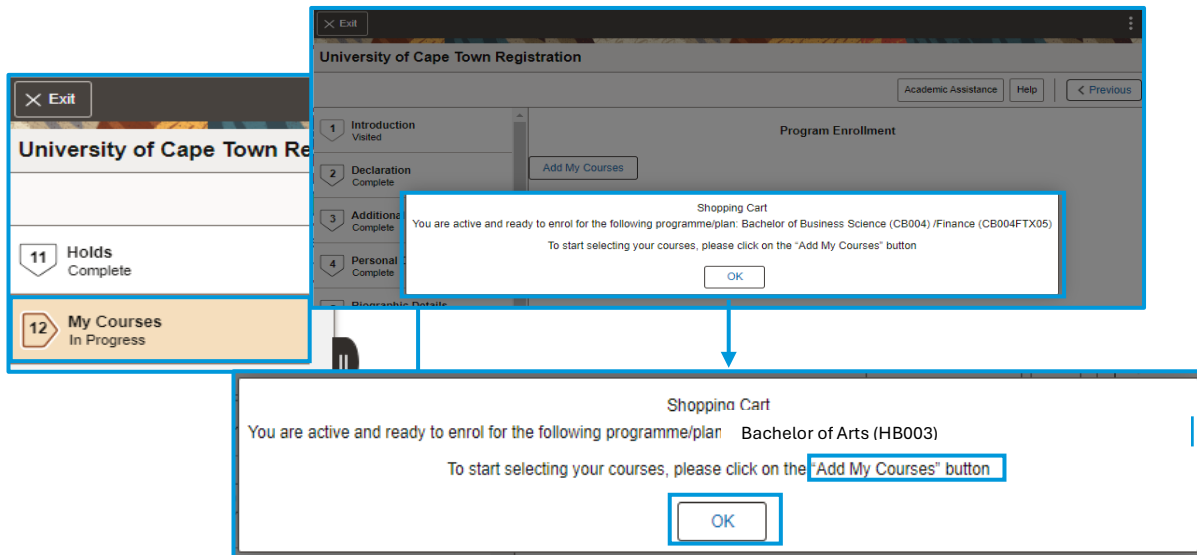 Exit
University of Cape Town Registration
Academic Assistance
Help
Previous
1 Introduction
Visited
2 Declaration
Complete
3 Additiona
Complete
4 Personal
Complete
Biographic Details
Program Enrollment
Add My Courses
Shopping Cart
You are active and ready to enrol for the following programme/plan: Bachelor of Business Science (CB004) /Finance (CB004FTX05)
To start selecting your courses, please click on the "Add My Courses" button
OK
Exit
University of Cape Town Re
11 Holds
Complete
12 My Courses
In Progress
Shopping Cart
You are active and ready to enrol for the following programme/plan Bachelor of Arts (HB003)
To start selecting your courses, please click on the "Add My Courses" button
OK